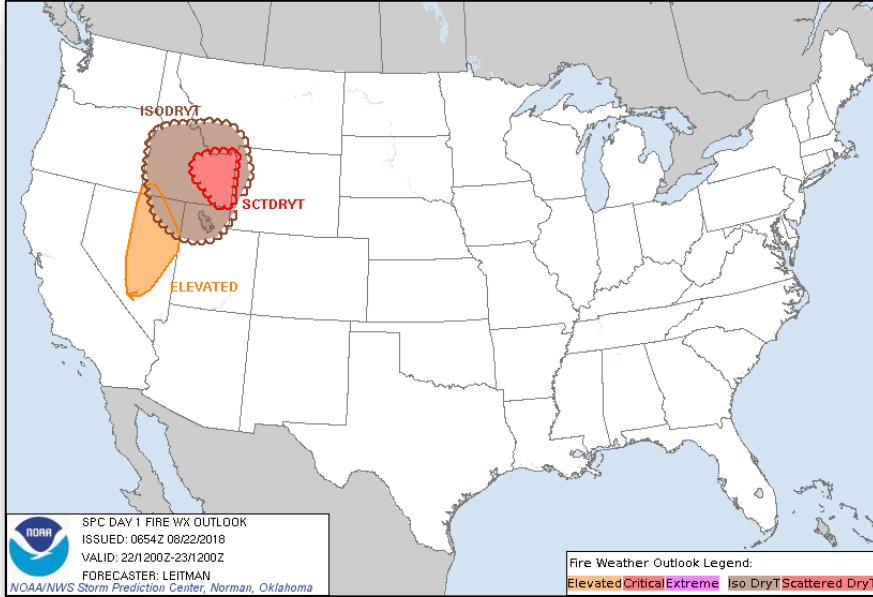 ISODRYT
SCTDRYT
ELEVATED
NOAA
SPC DAY 1 FIRE WX OUTLOOK
ISSUED: 0654Z 08/22/2018
VALID: 22/1200Z-23/1200Z
FORECASTER: LEITMAN
NOAA/NWS Storm Prediction Center, Norman, Oklahoma
Fire Weather Outlook Legend:
Elevated Critical Extreme Iso DryT Scattered DryT